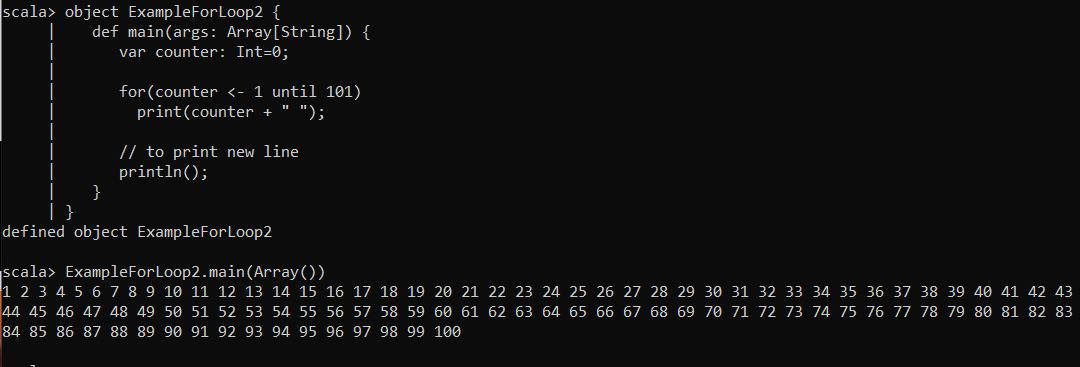 scala> object ExampleForLoop2 {
     |    def main(args: Array[String]) {
     |       var counter: Int=0;
     |
     |       for(counter <- 1 until 101)
     |         print(counter + " ");
     |
     |       // to print new line
     |       println();
     |    }
     | }
defined object ExampleForLoop2

scala> ExampleForLoop2.main(Array())
1 2 3 4 5 6 7 8 9 10 11 12 13 14 15 16 17 18 19 20 21 22 23 24 25 26 27 28 29 30 31 32 33 34 35 36 37 38 39 40 41 42 43
44 45 46 47 48 49 50 51 52 53 54 55 56 57 58 59 60 61 62 63 64 65 66 67 68 69 70 71 72 73 74 75 76 77 78 79 80 81 82 83
84 85 86 87 88 89 90 91 92 93 94 95 96 97 98 99 100